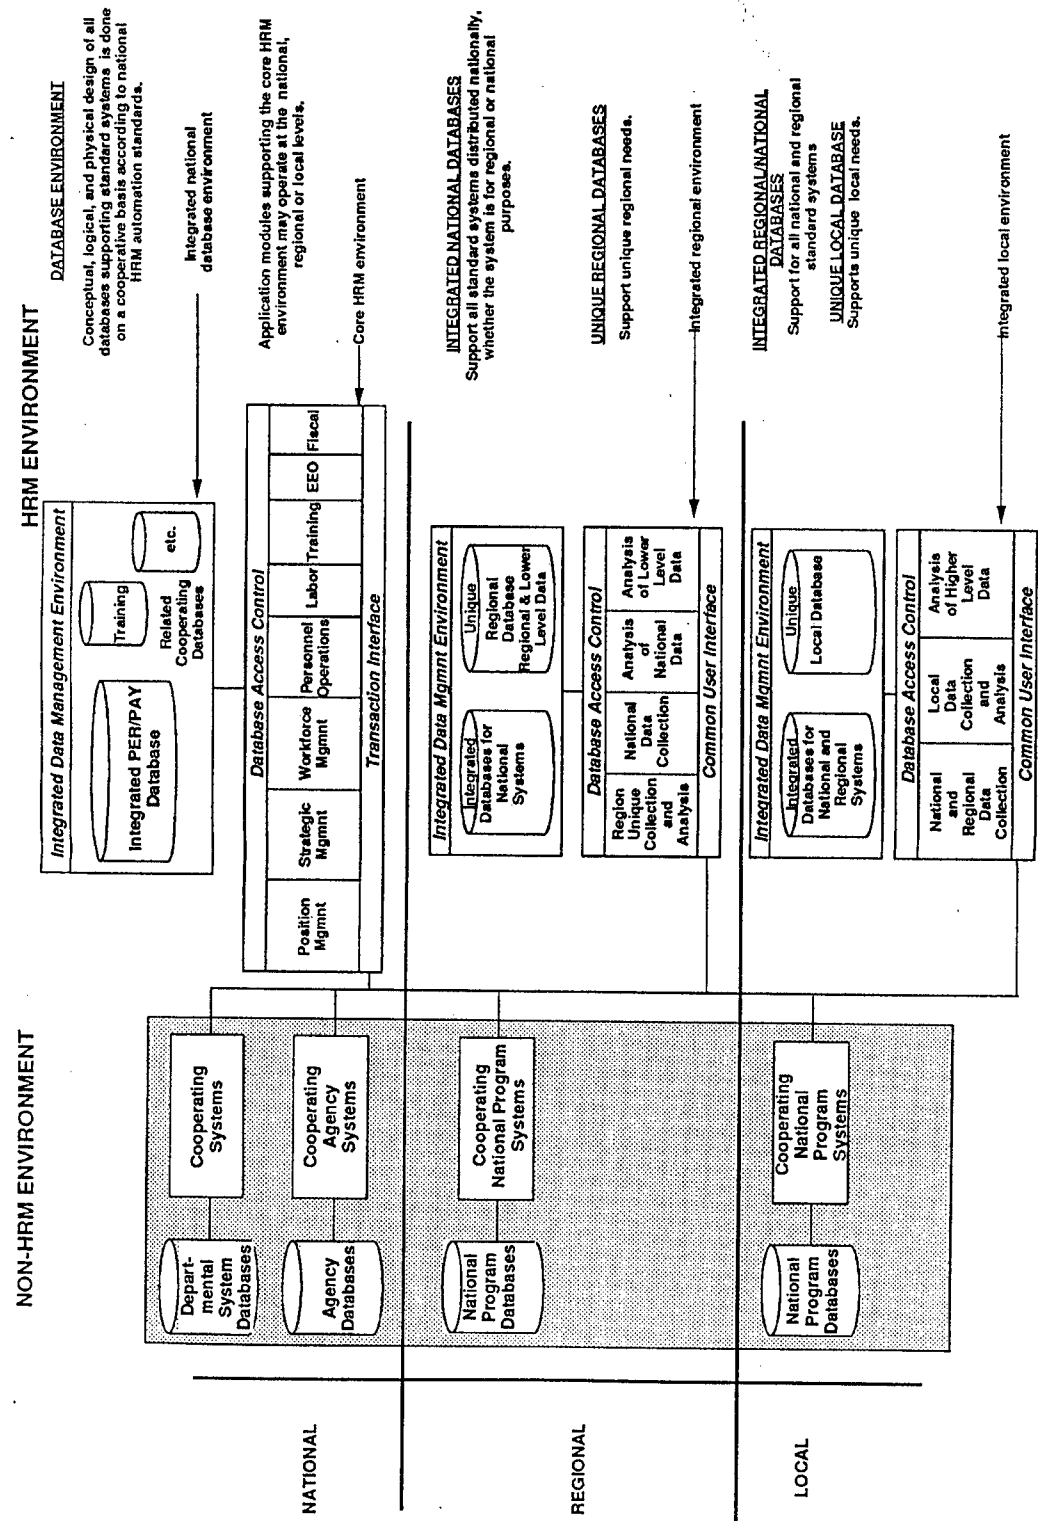 NON-HRM ENVIRONMENT
HRM ENVIRONMENT
NATIONAL
Depart-
mental
System
Databases
Cooperating
Systems
Agency
Databases
Cooperating
Agency
Systems
Integrated Data Management Environment
Integrated PER/PAY
Database
Training
etc.
Related
Cooperating
Databases
Database Access Control
Position
Mgmnt
Strategic
Mgmnt
Workforce
Mgmnt
Personnel
Operations
Labor
Training
EEO
Fiscal
Transaction Interface
DATABASE ENVIRONMENT
Conceptual, logical, and physical design of all
databases supporting standard systems is done
on a cooperative basis according to national
HRM automation standards.
Integrated national
database environment
Application modules supporting the core HRM
environment may operate at the national,
regional or local levels.
Core HRM environment
REGIONAL
National
Program
Databases
Cooperating
National Program
Systems
Integrated Data Mgmnt Environment
Integrated
Databases for
National
Systems
Unique
Regional
Database
Regional & Lower
Level Data
Database Access Control
Region
Unique
Collection
and
Analysis
National
Data
Collection
Analysis
of
National
Data
Analysis
of Lower
Level
Data
Common User Interface
INTEGRATED NATIONAL DATABASES
Support all standard systems distributed nationally,
whether the system is for regional or national
purposes.
UNIQUE REGIONAL DATABASES
Support unique regional needs.
Integrated regional environment
LOCAL
National
Program
Databases
Cooperating
National
Program
Systems
Integrated Data Mgmnt Environment
Integrated
Databases for
National and
Regional
Systems
Unique
Local Database
Database Access Control
National
and
Regional
Data
Collection
Local
Data
Collection
and
Analysis
Analysis
of Higher
Level
Data
Common User Interface
INTEGRATED REGIONAL/NATIONAL
DATABASES
Support for all national and regional
standard systems
UNIQUE LOCAL DATABASE
Supports unique local needs.
Integrated local environment